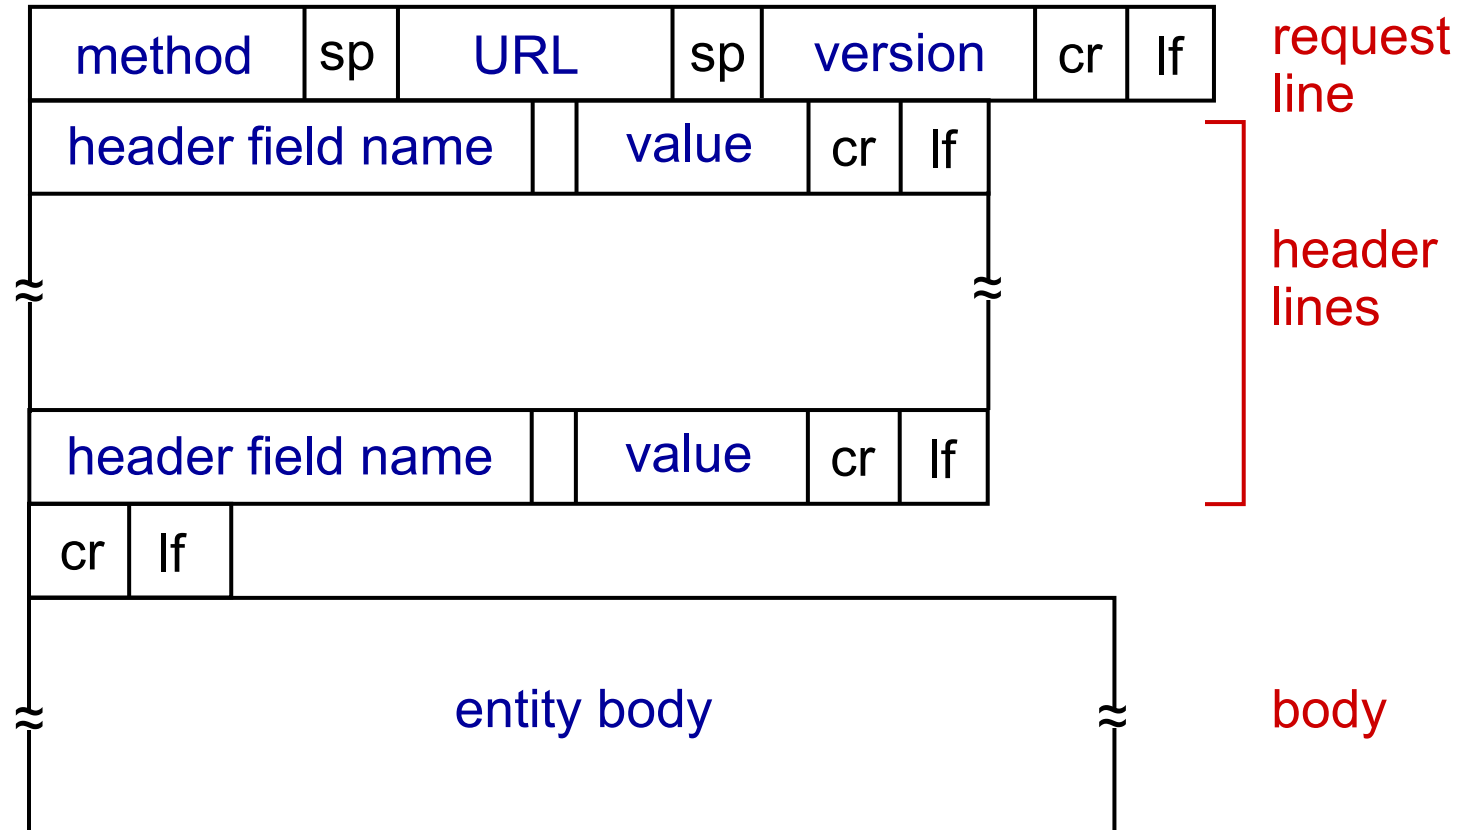 method sp URL sp version cr lf
request
line
header field name value cr lf
header
lines
header field name value cr lf
cr lf
entity body
body